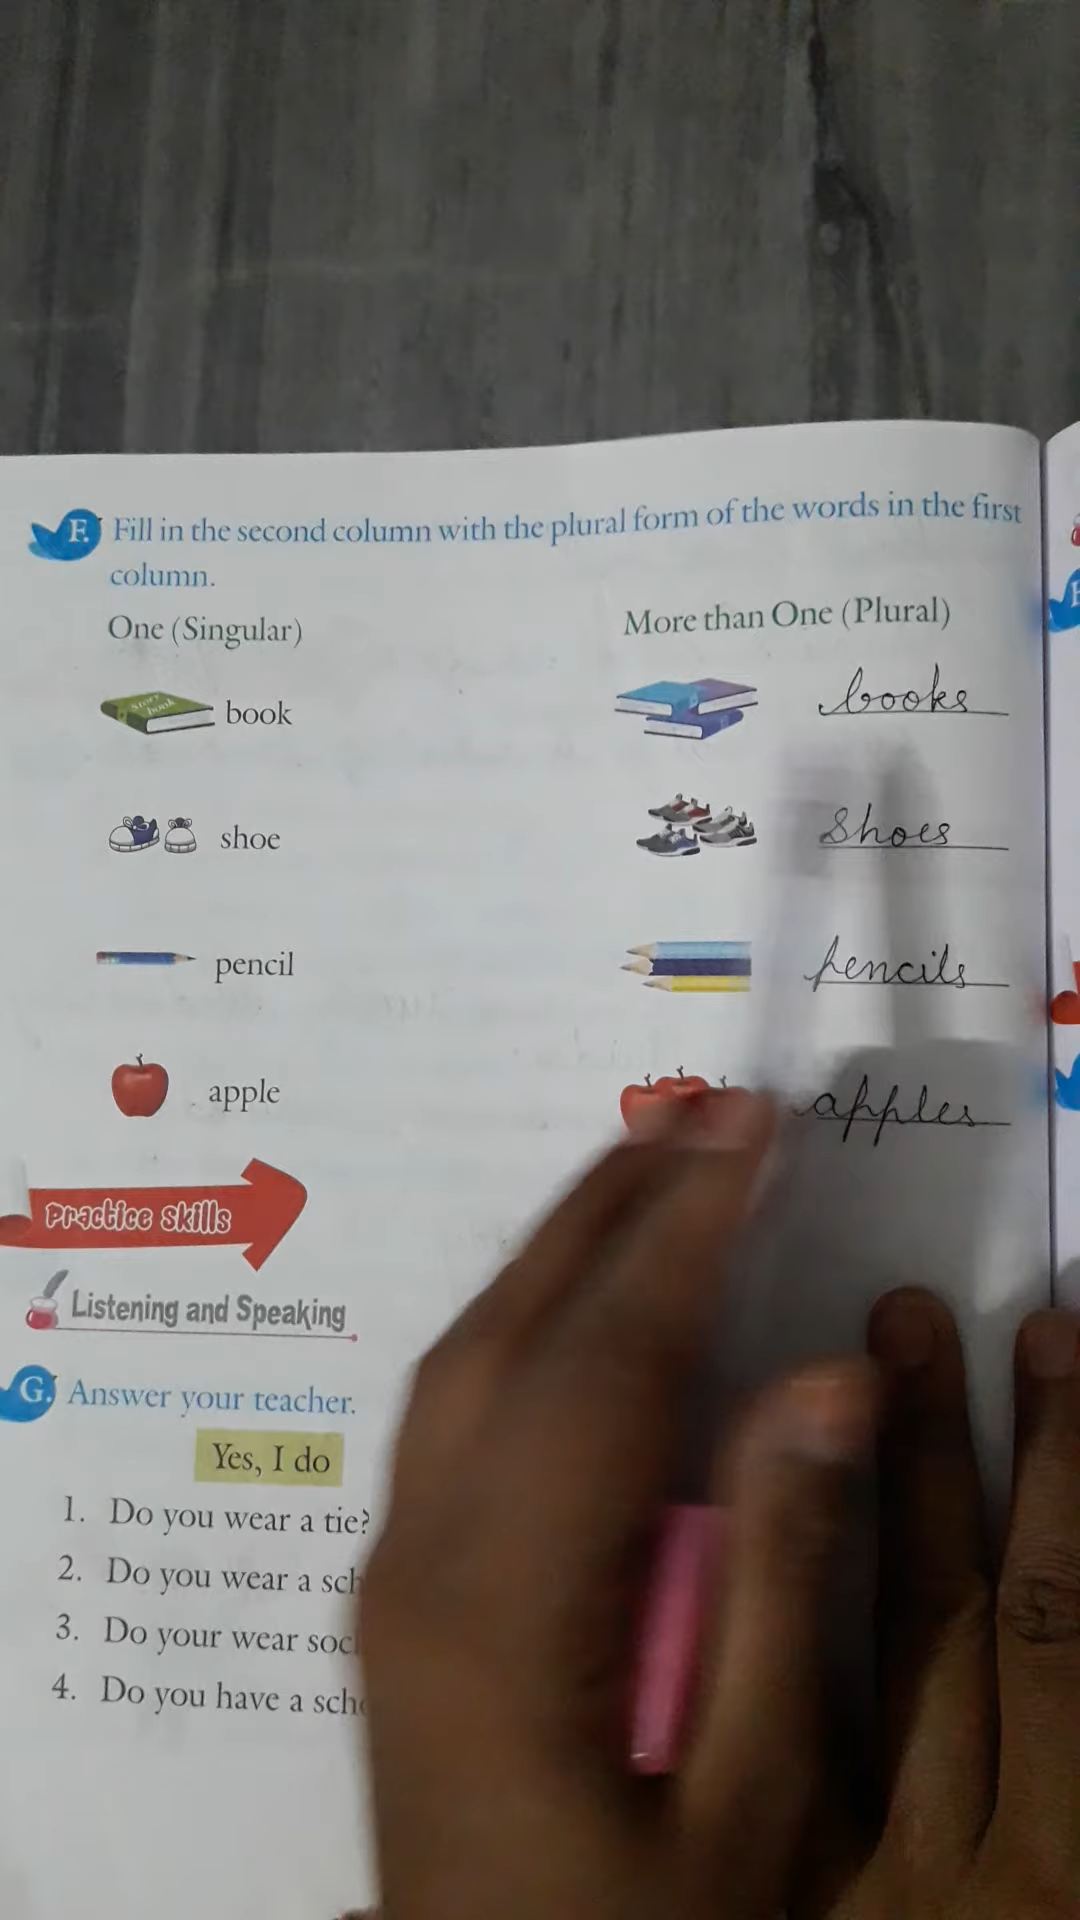 F. Fill in the second column with the plural form of the words in the first
column.
One (Singular) More than One (Plural)
Story book book books
shoe shoes
pencil pencils
apple apples
Practice Skills
Listening and Speaking
G. Answer your teacher.
Yes, I do
1. Do you wear a tie?
2. Do you wear a
3. Do your wear
4. Do you have a